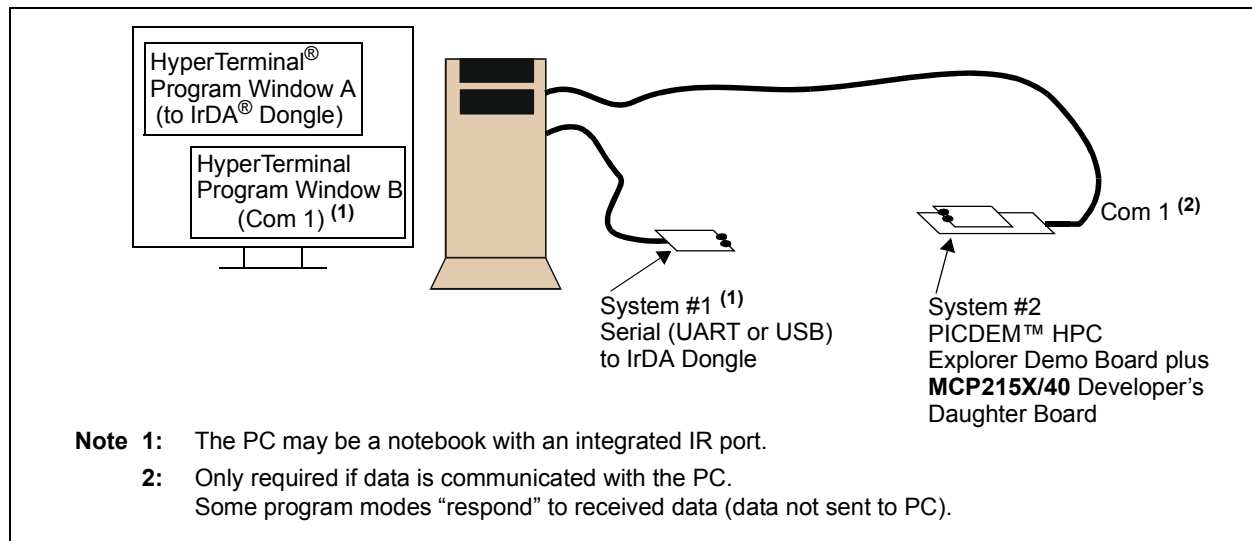 HyperTerminal®
Program Window A
(to IrDA® Dongle)
HyperTerminal
Program Window B
(Com 1) (1)
Com 1 (2)
System #1 (1)
Serial (UART or USB)
to IrDA Dongle
System #2
PICDEM™ HPC
Explorer Demo Board plus
MCP215X/40 Developer's
Daughter Board
Note 1: The PC may be a notebook with an integrated IR port.
2: Only required if data is communicated with the PC.
Some program modes “respond” to received data (data not sent to PC).